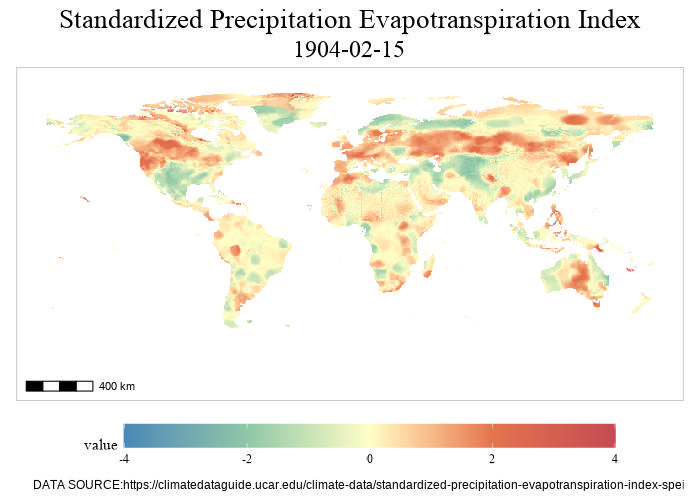 Standardized Precipitation Evapotranspiration Index
1904-02-15
400 km
value
-4 -2 0 2 4
DATA SOURCE:https://climatedataguide.ucar.edu/climate-data/standardized-precipitation-evapotranspiration-index-spei